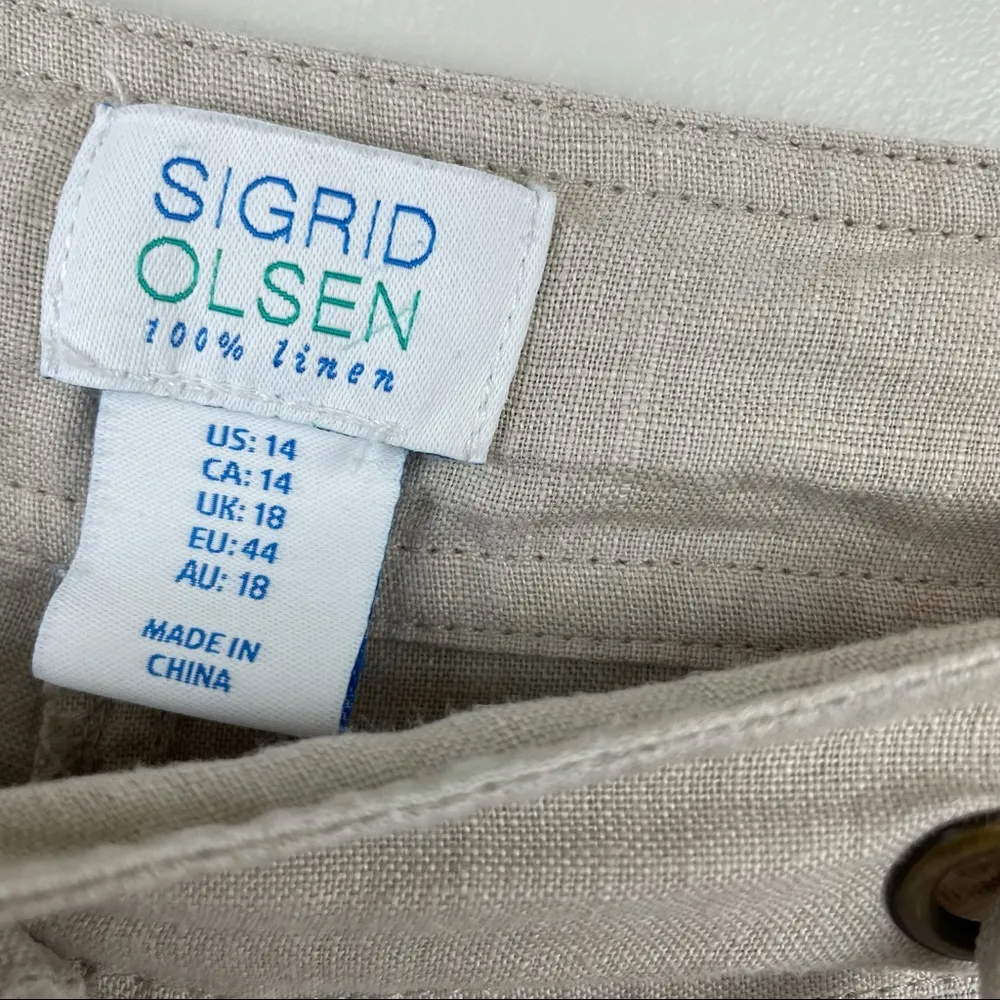 SIGRID
OLSEN
100% linen
US: 14
CA: 14
UK: 18
EU: 44
AU: 18
MADE IN
CHINA